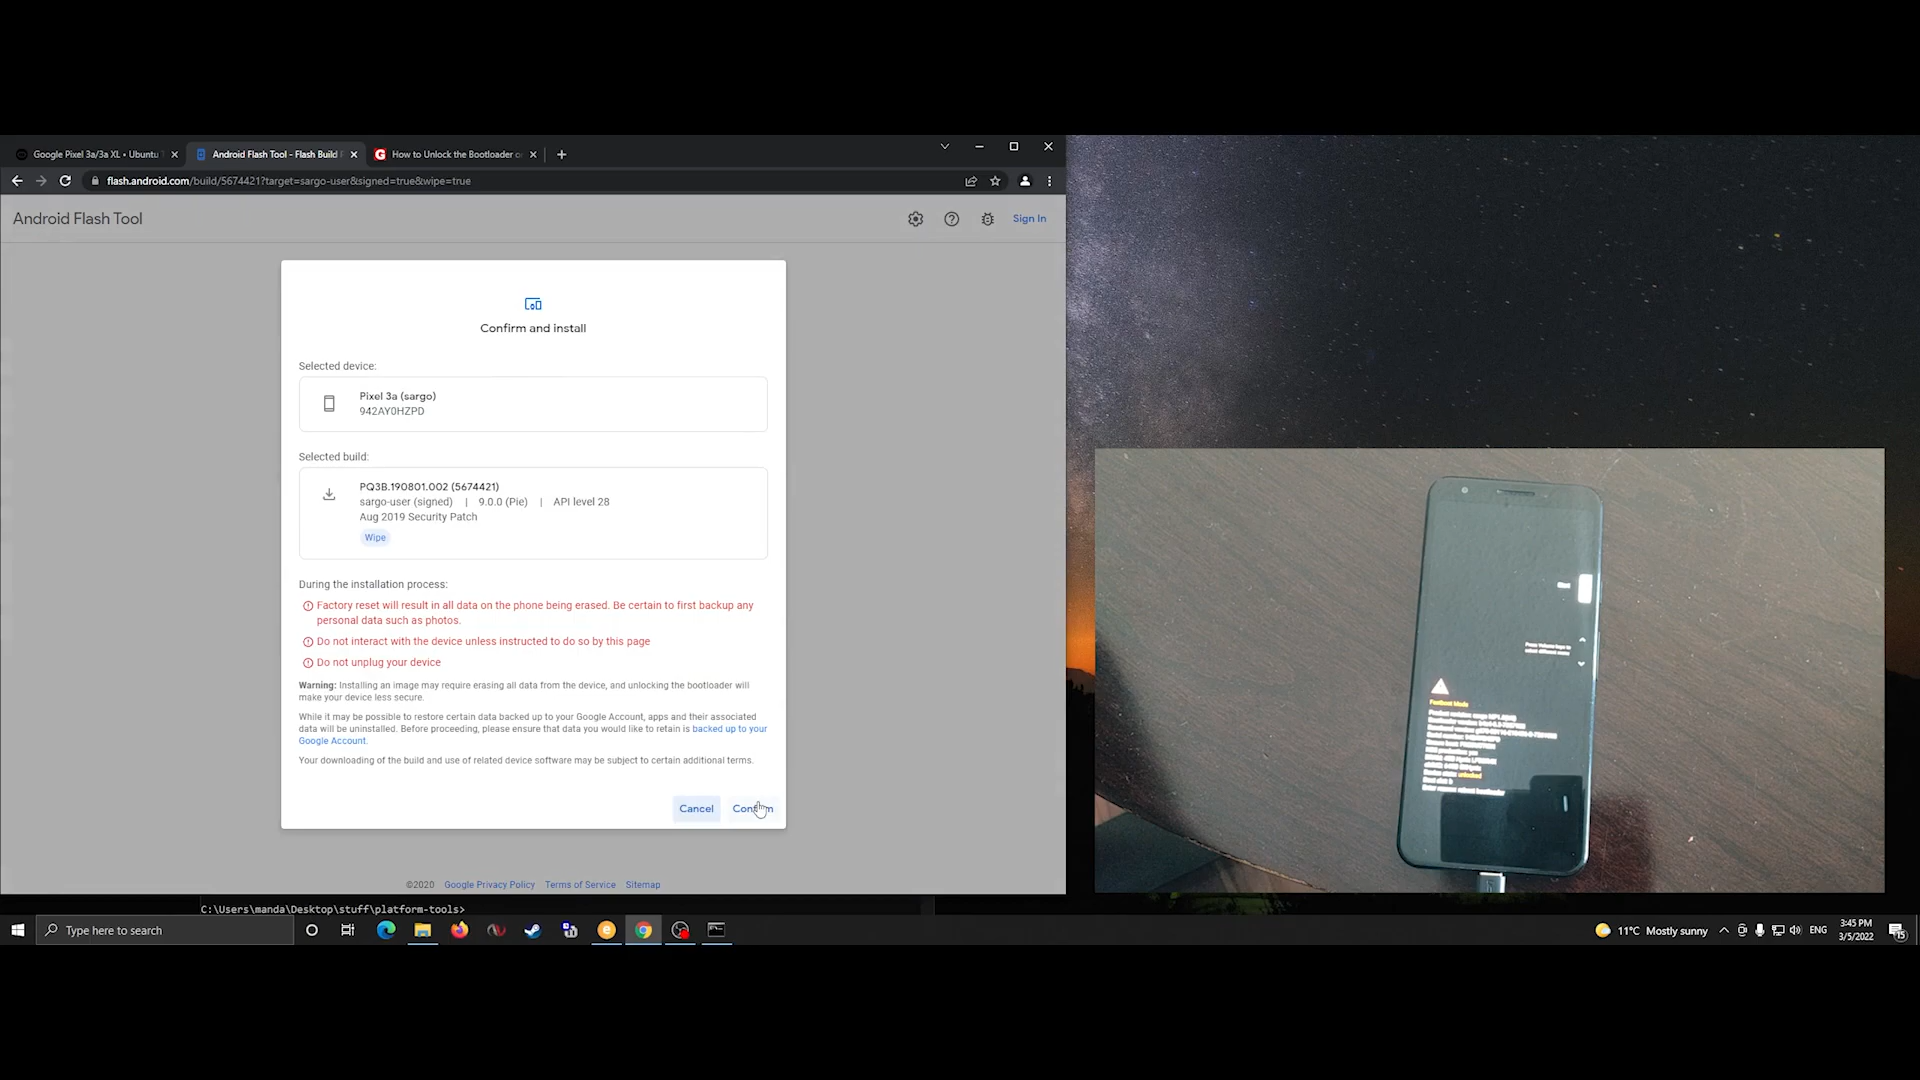 Google Pixel 3a/3a XL • Ubuntu
Android Flash Tool - Flash Build
How to Unlock the Bootloader o
flash.android.com/build/5674421?target=sargo-user&signed=true&wipe=true
Android Flash Tool
Sign In
Confirm and install
Selected device:
Pixel 3a (sargo)
942AY0HZPD
Selected build:
PQ3B.190801.002 (5674421)
sargo-user (signed) | 9.0.0 (Pie) | API level 28
Aug 2019 Security Patch
Wipe
During the installation process:
Factory reset will result in all data on the phone being erased. Be certain to first backup any
personal data such as photos.
Do not interact with the device unless instructed to do so by this page
Do not unplug your device
Warning: Installing an image may require erasing all data from the device, and unlocking the bootloader will
make your device less secure.
While it may be possible to restore certain data backed up to your Google Account, apps and their associated
data will be uninstalled. Before proceeding, please ensure that data you would like to retain is backed up to your
Google Account.
Your downloading of the build and use of related device software may be subject to certain additional terms.
Cancel Confirm
©2020 Google Privacy Policy Terms of Service Sitemap
C:\Users\manda\Desktop\stuff\platform-tools>
Type here to search
11°C Mostly sunny
ENG
3:45 PM
3/5/2022
15
Start
Press Volume keys to
Fastboot Mode
unlocked